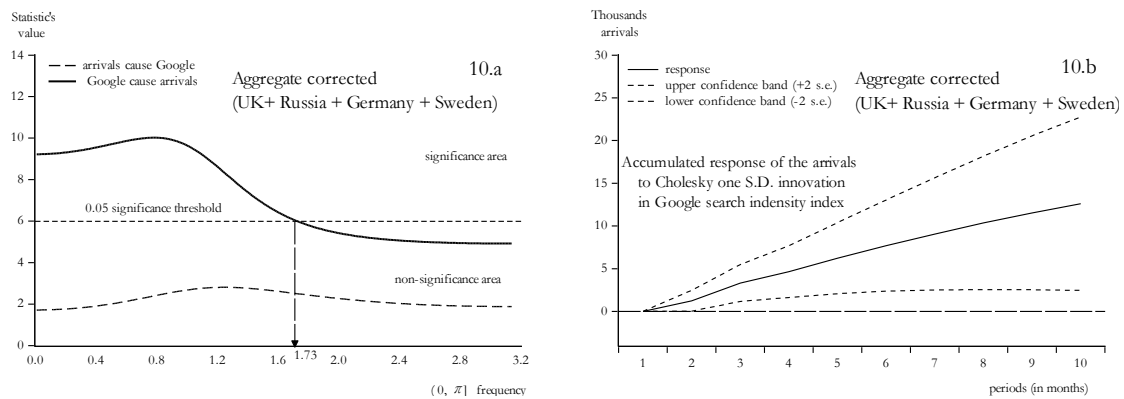 Statistic's
value
14
12
10
8
6
4
2
0
arrivals cause Google
Google cause arrivals
10.a
Aggregate corrected
(UK+ Russia + Germany + Sweden)
significance area
0.05 significance threshold
non-significance area
0.0 0.4 0.8 1.2 1.6 1.73 2.0 2.4 2.8 3.2
(0, π] frequency
Thousands
arrivals
30
25
20
15
10
5
0
response
upper confidence band (+2 s.e.)
lower confidence band (-2 s.e.)
10.b
Aggregate corrected
(UK+ Russia + Germany + Sweden)
Accumulated response of the arrivals
to Cholesky one S.D. innovation
in Google search indensity index
1 2 3 4 5 6 7 8 9 10
periods (in months)